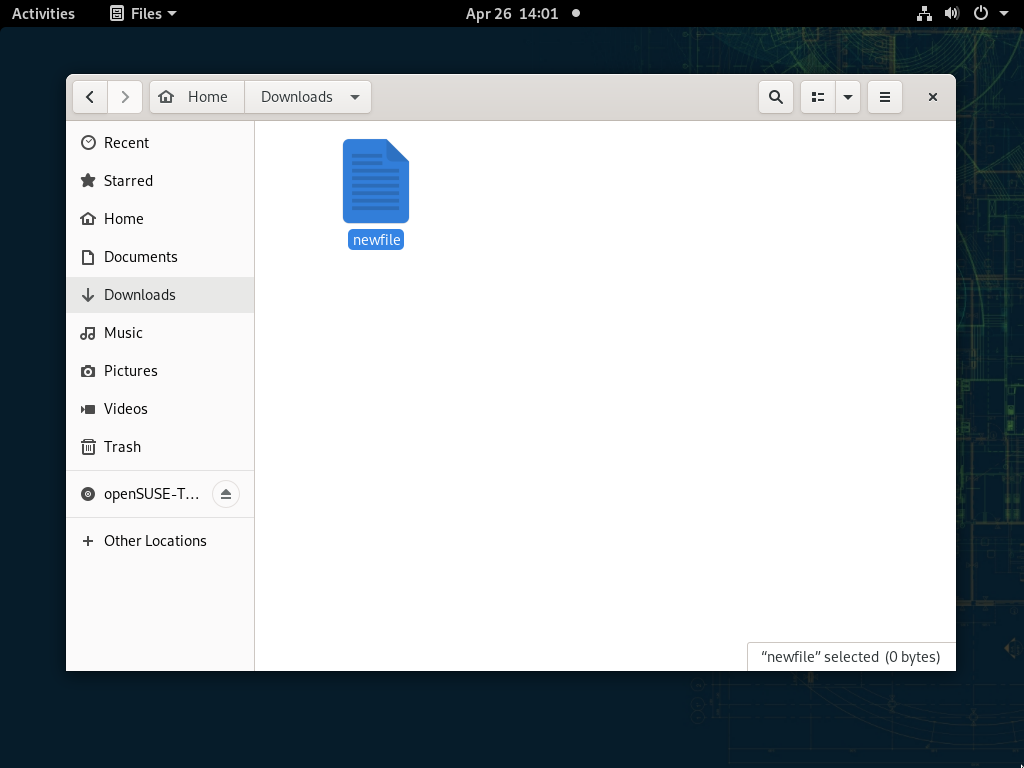 Activities Files Apr 26 14:01
Home Downloads
Recent
newfile
Starred
Home
Documents
Downloads
Music
Pictures
Videos
Trash
openSUSE-T...
Other Locations
“newfile” selected (0 bytes)